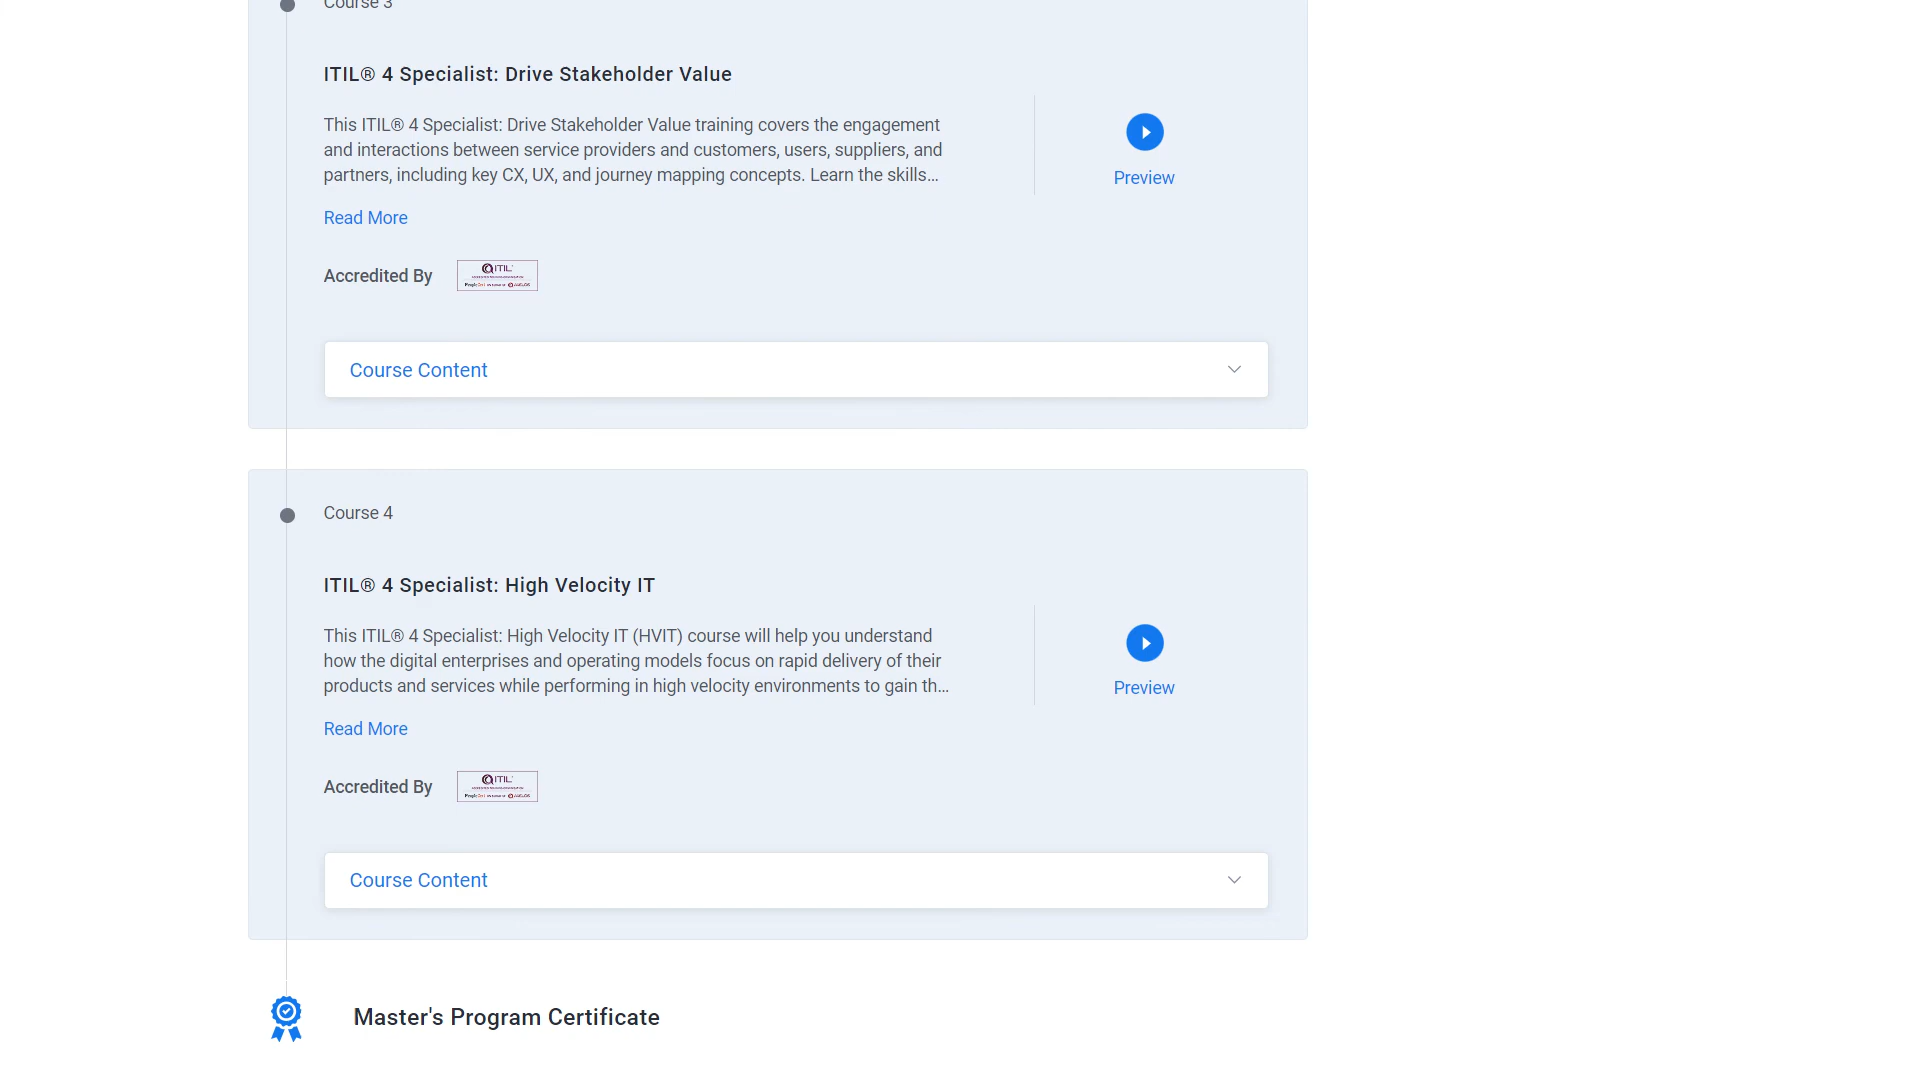 Course 3
ITIL® 4 Specialist: Drive Stakeholder Value
This ITIL® 4 Specialist: Drive Stakeholder Value training covers the engagement
and interactions between service providers and customers, users, suppliers, and
partners, including key CX, UX, and journey mapping concepts. Learn the skills...
Preview
Read More
Accredited By
ITIL
Course Content
Course 4
ITIL® 4 Specialist: High Velocity IT
This ITIL® 4 Specialist: High Velocity IT (HVIT) course will help you understand
how the digital enterprises and operating models focus on rapid delivery of their
products and services while performing in high velocity environments to gain th...
Preview
Read More
Accredited By
ITIL
Course Content
Master's Program Certificate